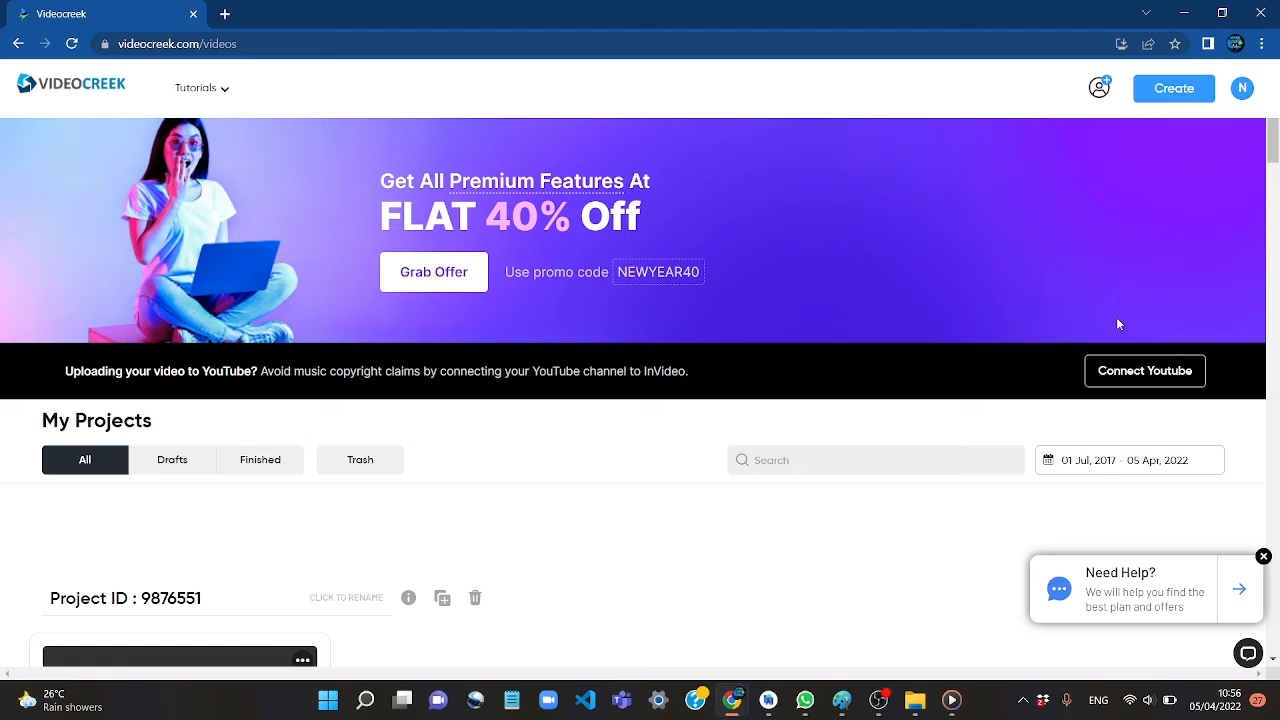 Videocreek
videocreek.com/videos
VIDEOCREEK
Tutorials
Create
N
Get All Premium Features At
FLAT 40% Off
Grab Offer
Use promo code NEWYEAR40
Uploading your video to YouTube? Avoid music copyright claims by connecting your YouTube channel to InVideo.
Connect Youtube
My Projects
All
Drafts
Finished
Trash
Search
01 Jul, 2017 - 05 Apr, 2022
Need Help?
We will help you find the
best plan and offers
Project ID : 9876551
CLICK TO RENAME
26°C
Rain showers
ENG
10:56
05/04/2022
27